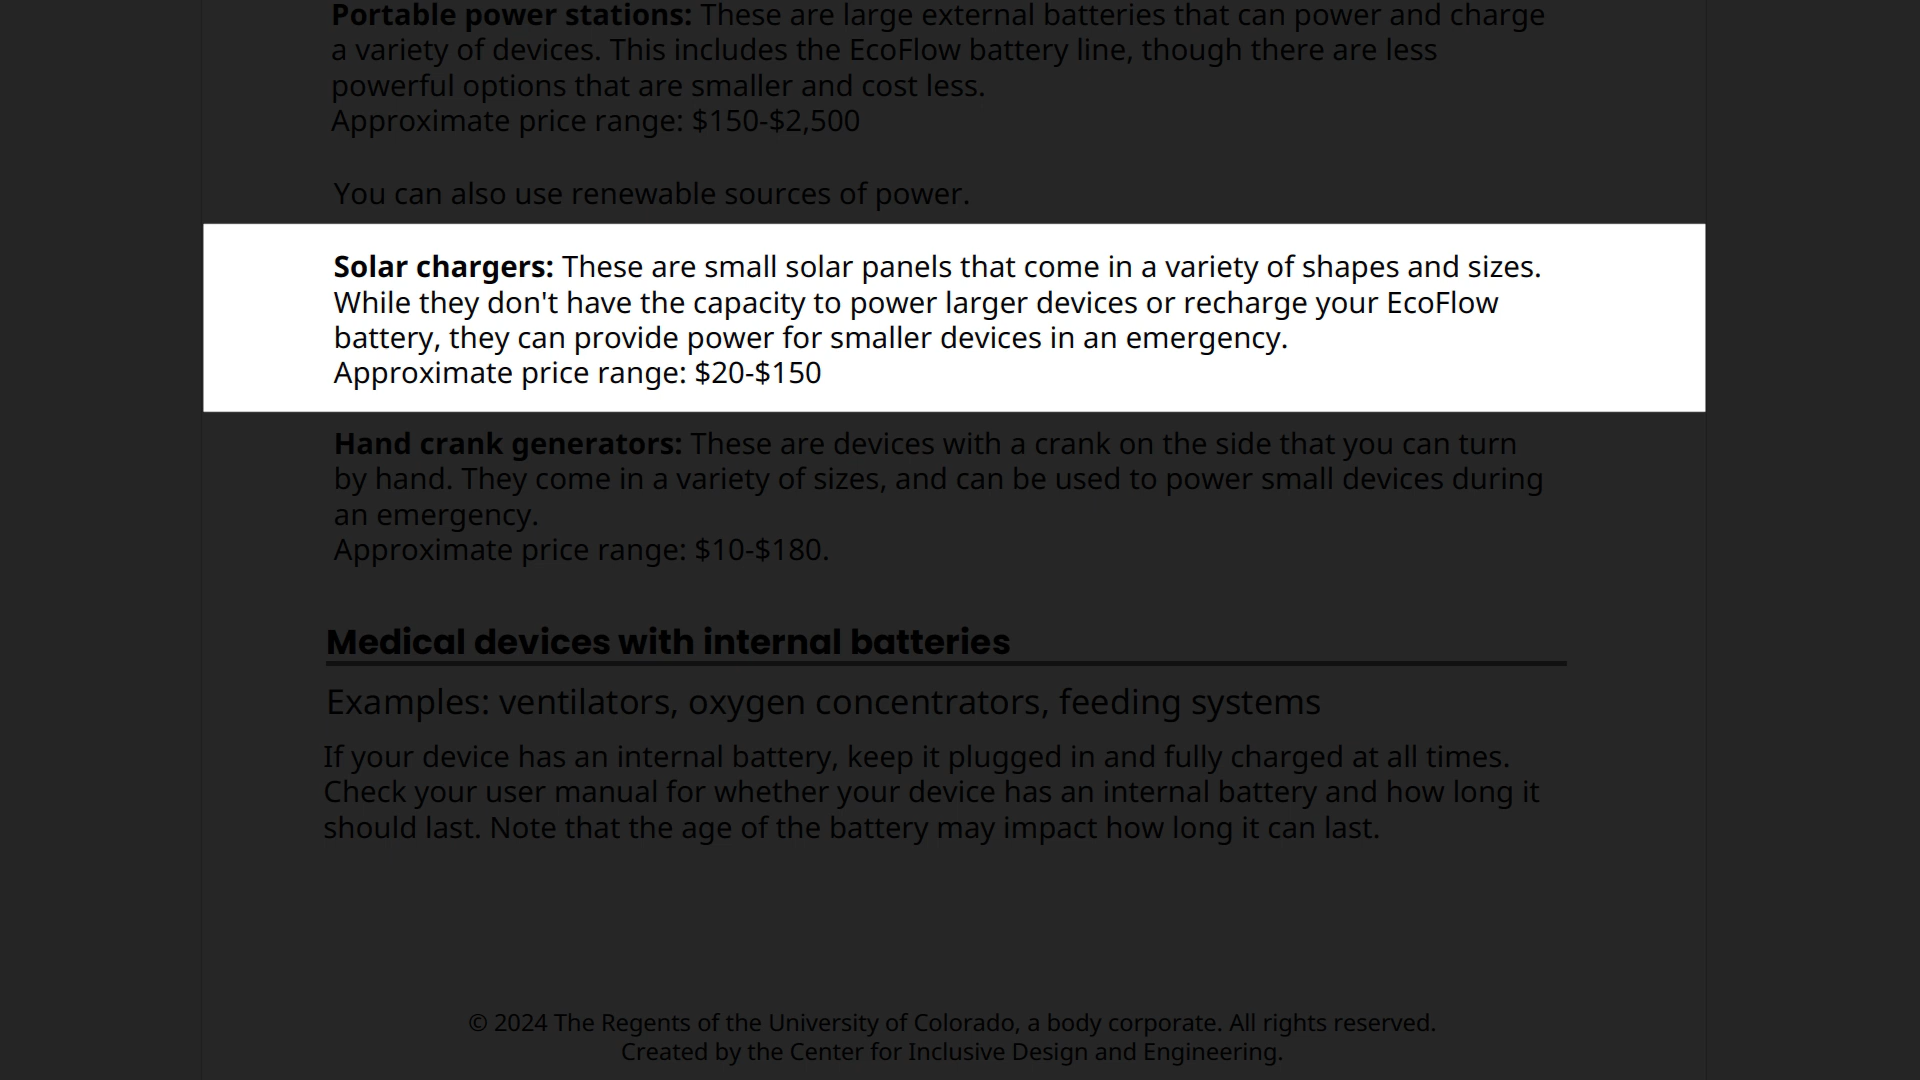 Portable power stations: These are large external batteries that can power and charge
a variety of devices. This includes the EcoFlow battery line, though there are less
powerful options that are smaller and cost less.
Approximate price range: $150-$2,500
You can also use renewable sources of power.
Solar chargers: These are small solar panels that come in a variety of shapes and sizes.
While they don't have the capacity to power larger devices or recharge your EcoFlow
battery, they can provide power for smaller devices in an emergency.
Approximate price range: $20-$150
Hand crank generators: These are devices with a crank on the side that you can turn
by hand. They come in a variety of sizes, and can be used to power small devices during
an emergency.
Approximate price range: $10-$180.
Medical devices with internal batteries
Examples: ventilators, oxygen concentrators, feeding systems
If your device has an internal battery, keep it plugged in and fully charged at all times.
Check your user manual for whether your device has an internal battery and how long it
should last. Note that the age of the battery may impact how long it can last.
© 2024 The Regents of the University of Colorado, a body corporate. All rights reserved.
Created by the Center for Inclusive Design and Engineering.